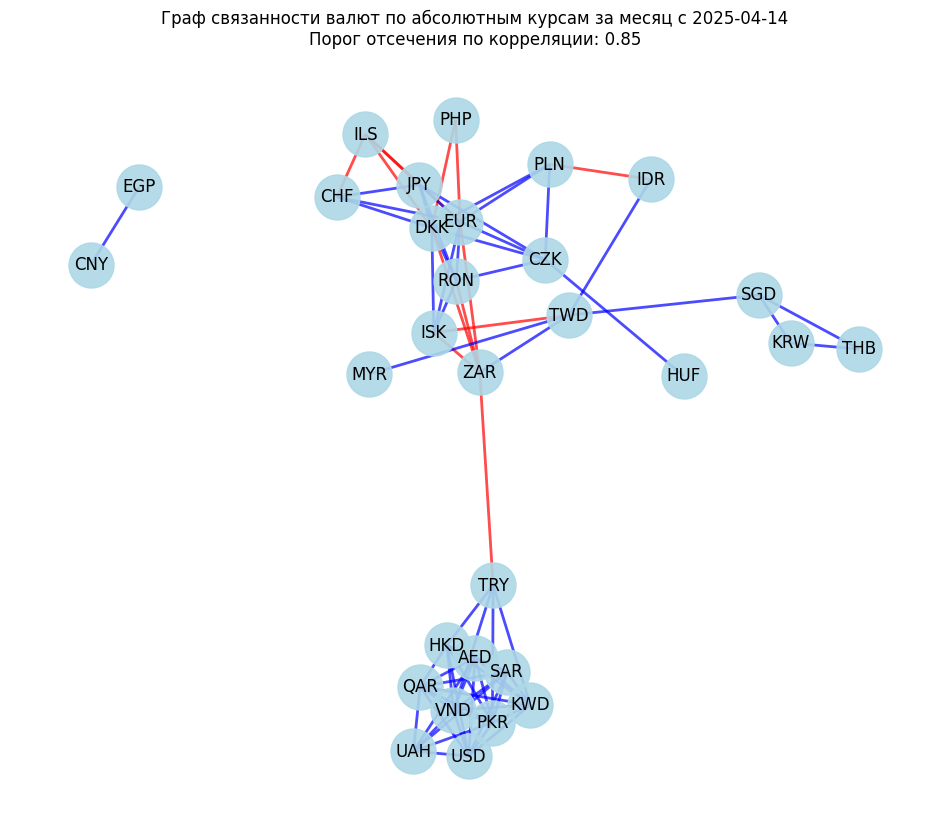 Граф связанности валют по абсолютным курсам за месяц с 2025-04-14
Порог отсечения по корреляции: 0.85
PHP
ILS
PLN
IDR
JPY
EGP
CHF
EUR
DKK
CZK
CNY
RON
SGD
TWD
ISK
KRW
THB
ZAR
MYR
HUF
TRY
HKD
AED
SAR
QAR
KWD
VND
PKR
UAH
USD